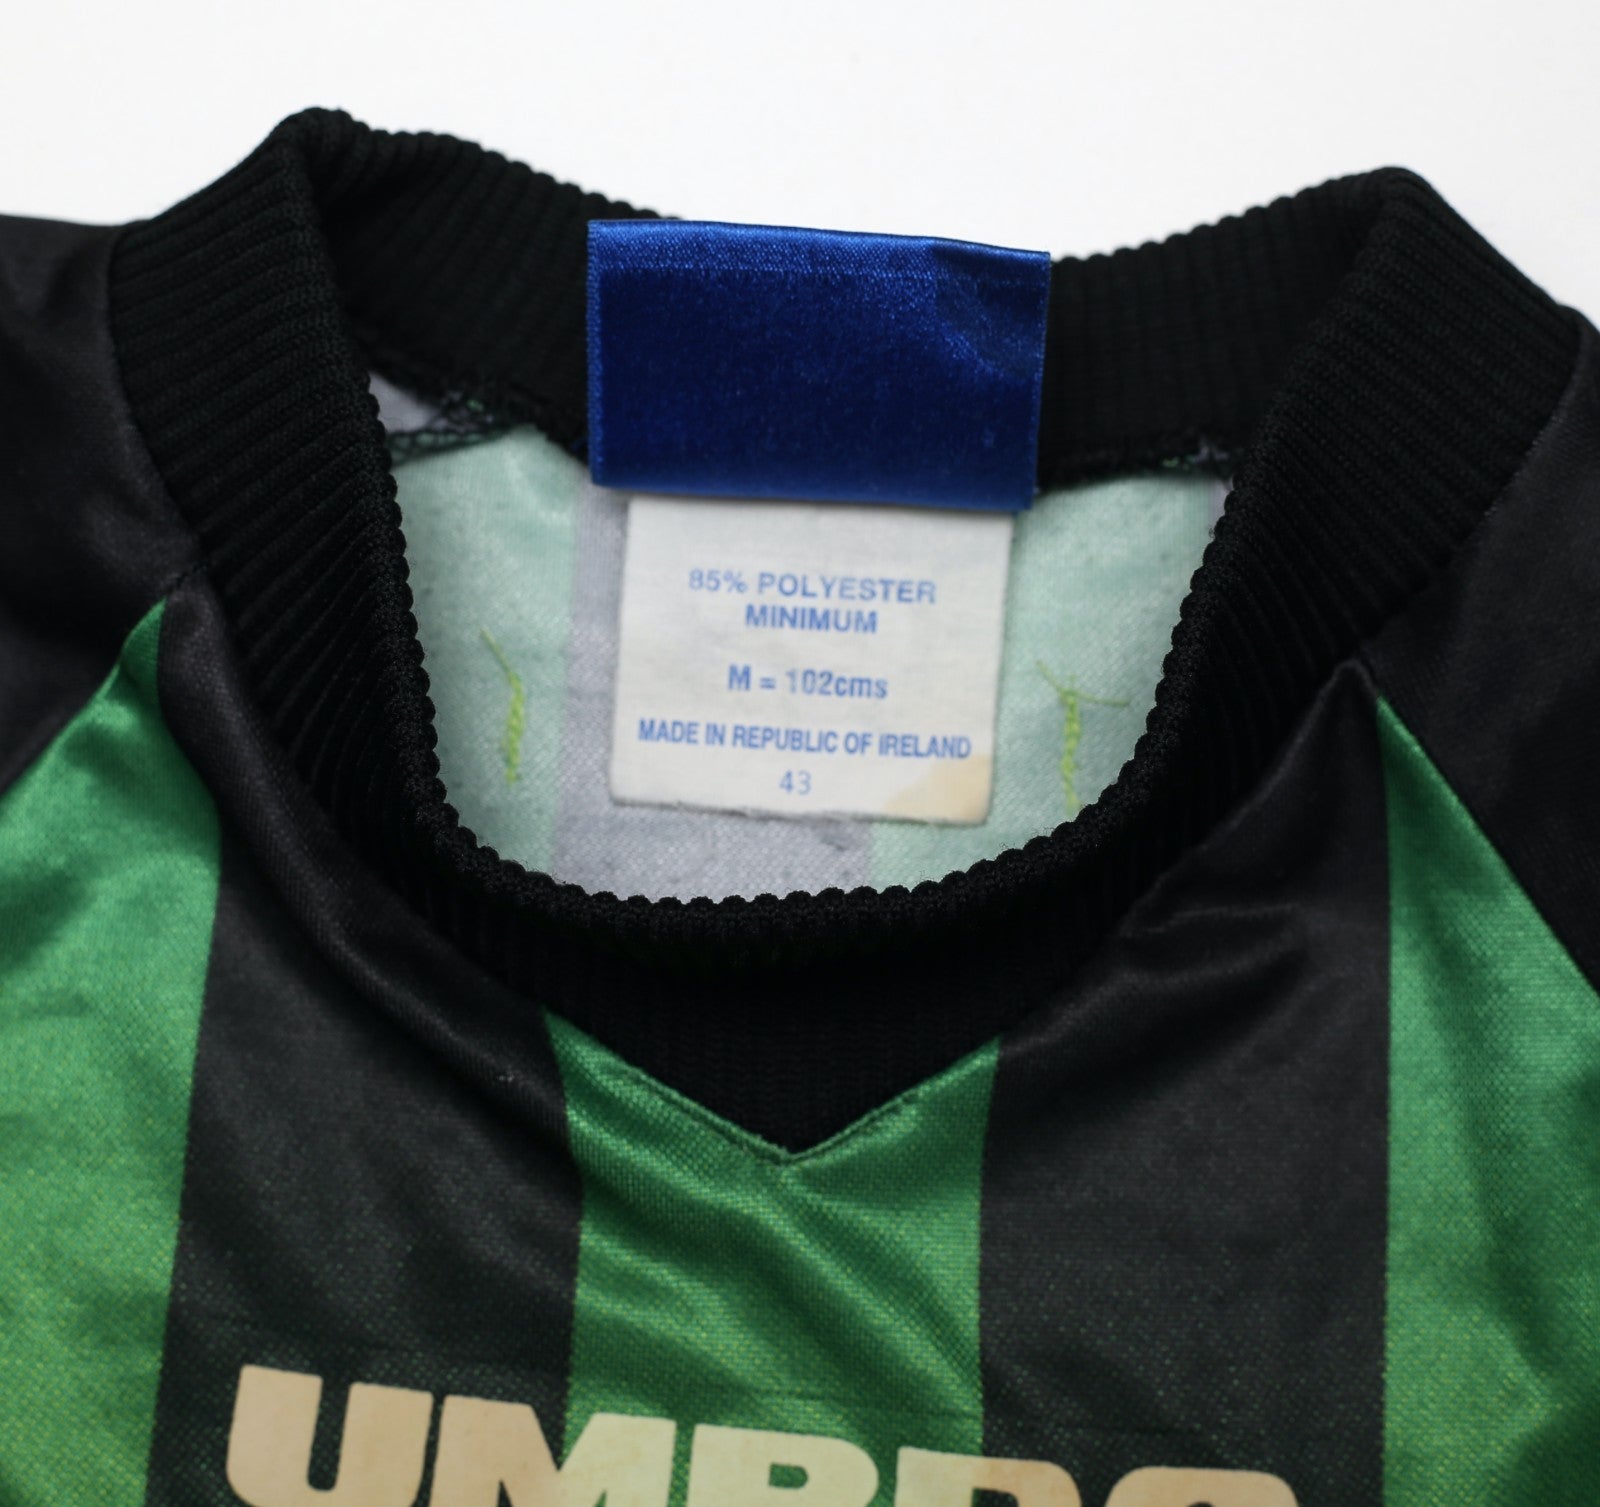 85% POLYESTER
MINIMUM
M = 102cms
MADE IN REPUBLIC OF IRELAND
43
UMBRO